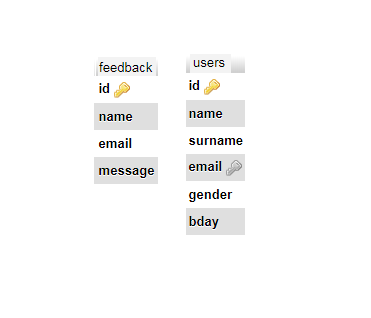 feedback
id
name
email
message
users
id
name
surname
email
gender
bday